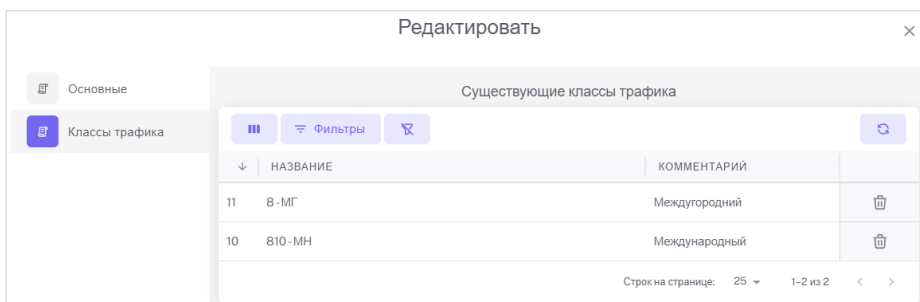 Редактировать
Основные
Классы трафика
Существующие классы трафика
Фильтры
НАЗВАНИЕ КОММЕНТАРИЙ
11 8-МГ Междугородний
10 810-МН Международный
Строк на странице: 25 1–2 из 2